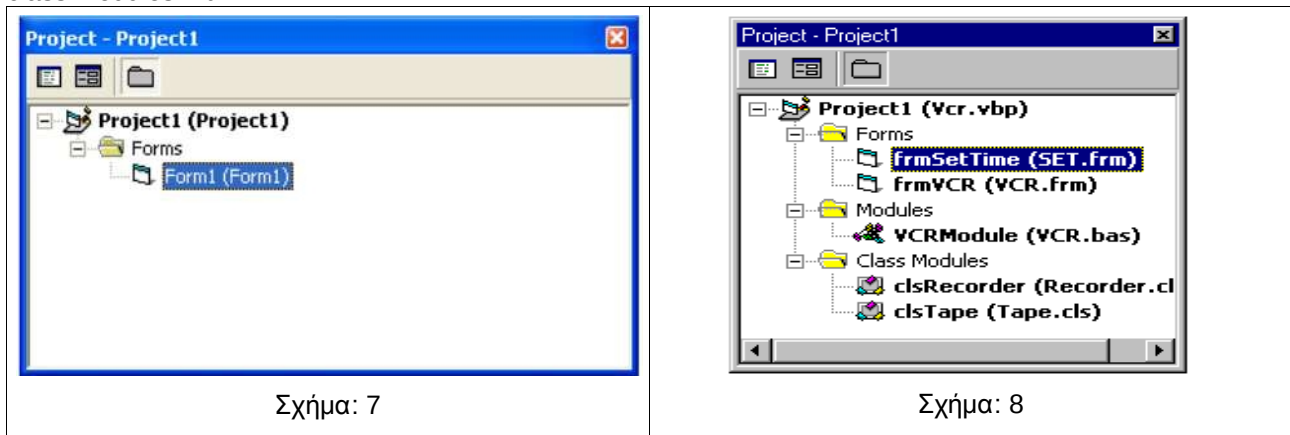 Project - Project1
Project1 (Project1)
Forms
Form1 (Form1)
Σχήμα: 7
Project - Project1
Project1 (Vcr.vbp)
Forms
frmSetTime (SET.frm)
frmVCR (VCR.frm)
Modules
VCRModule (VCR.bas)
Class Modules
clsRecorder (Recorder.cl
clsTape (Tape.cls)
Σχήμα: 8